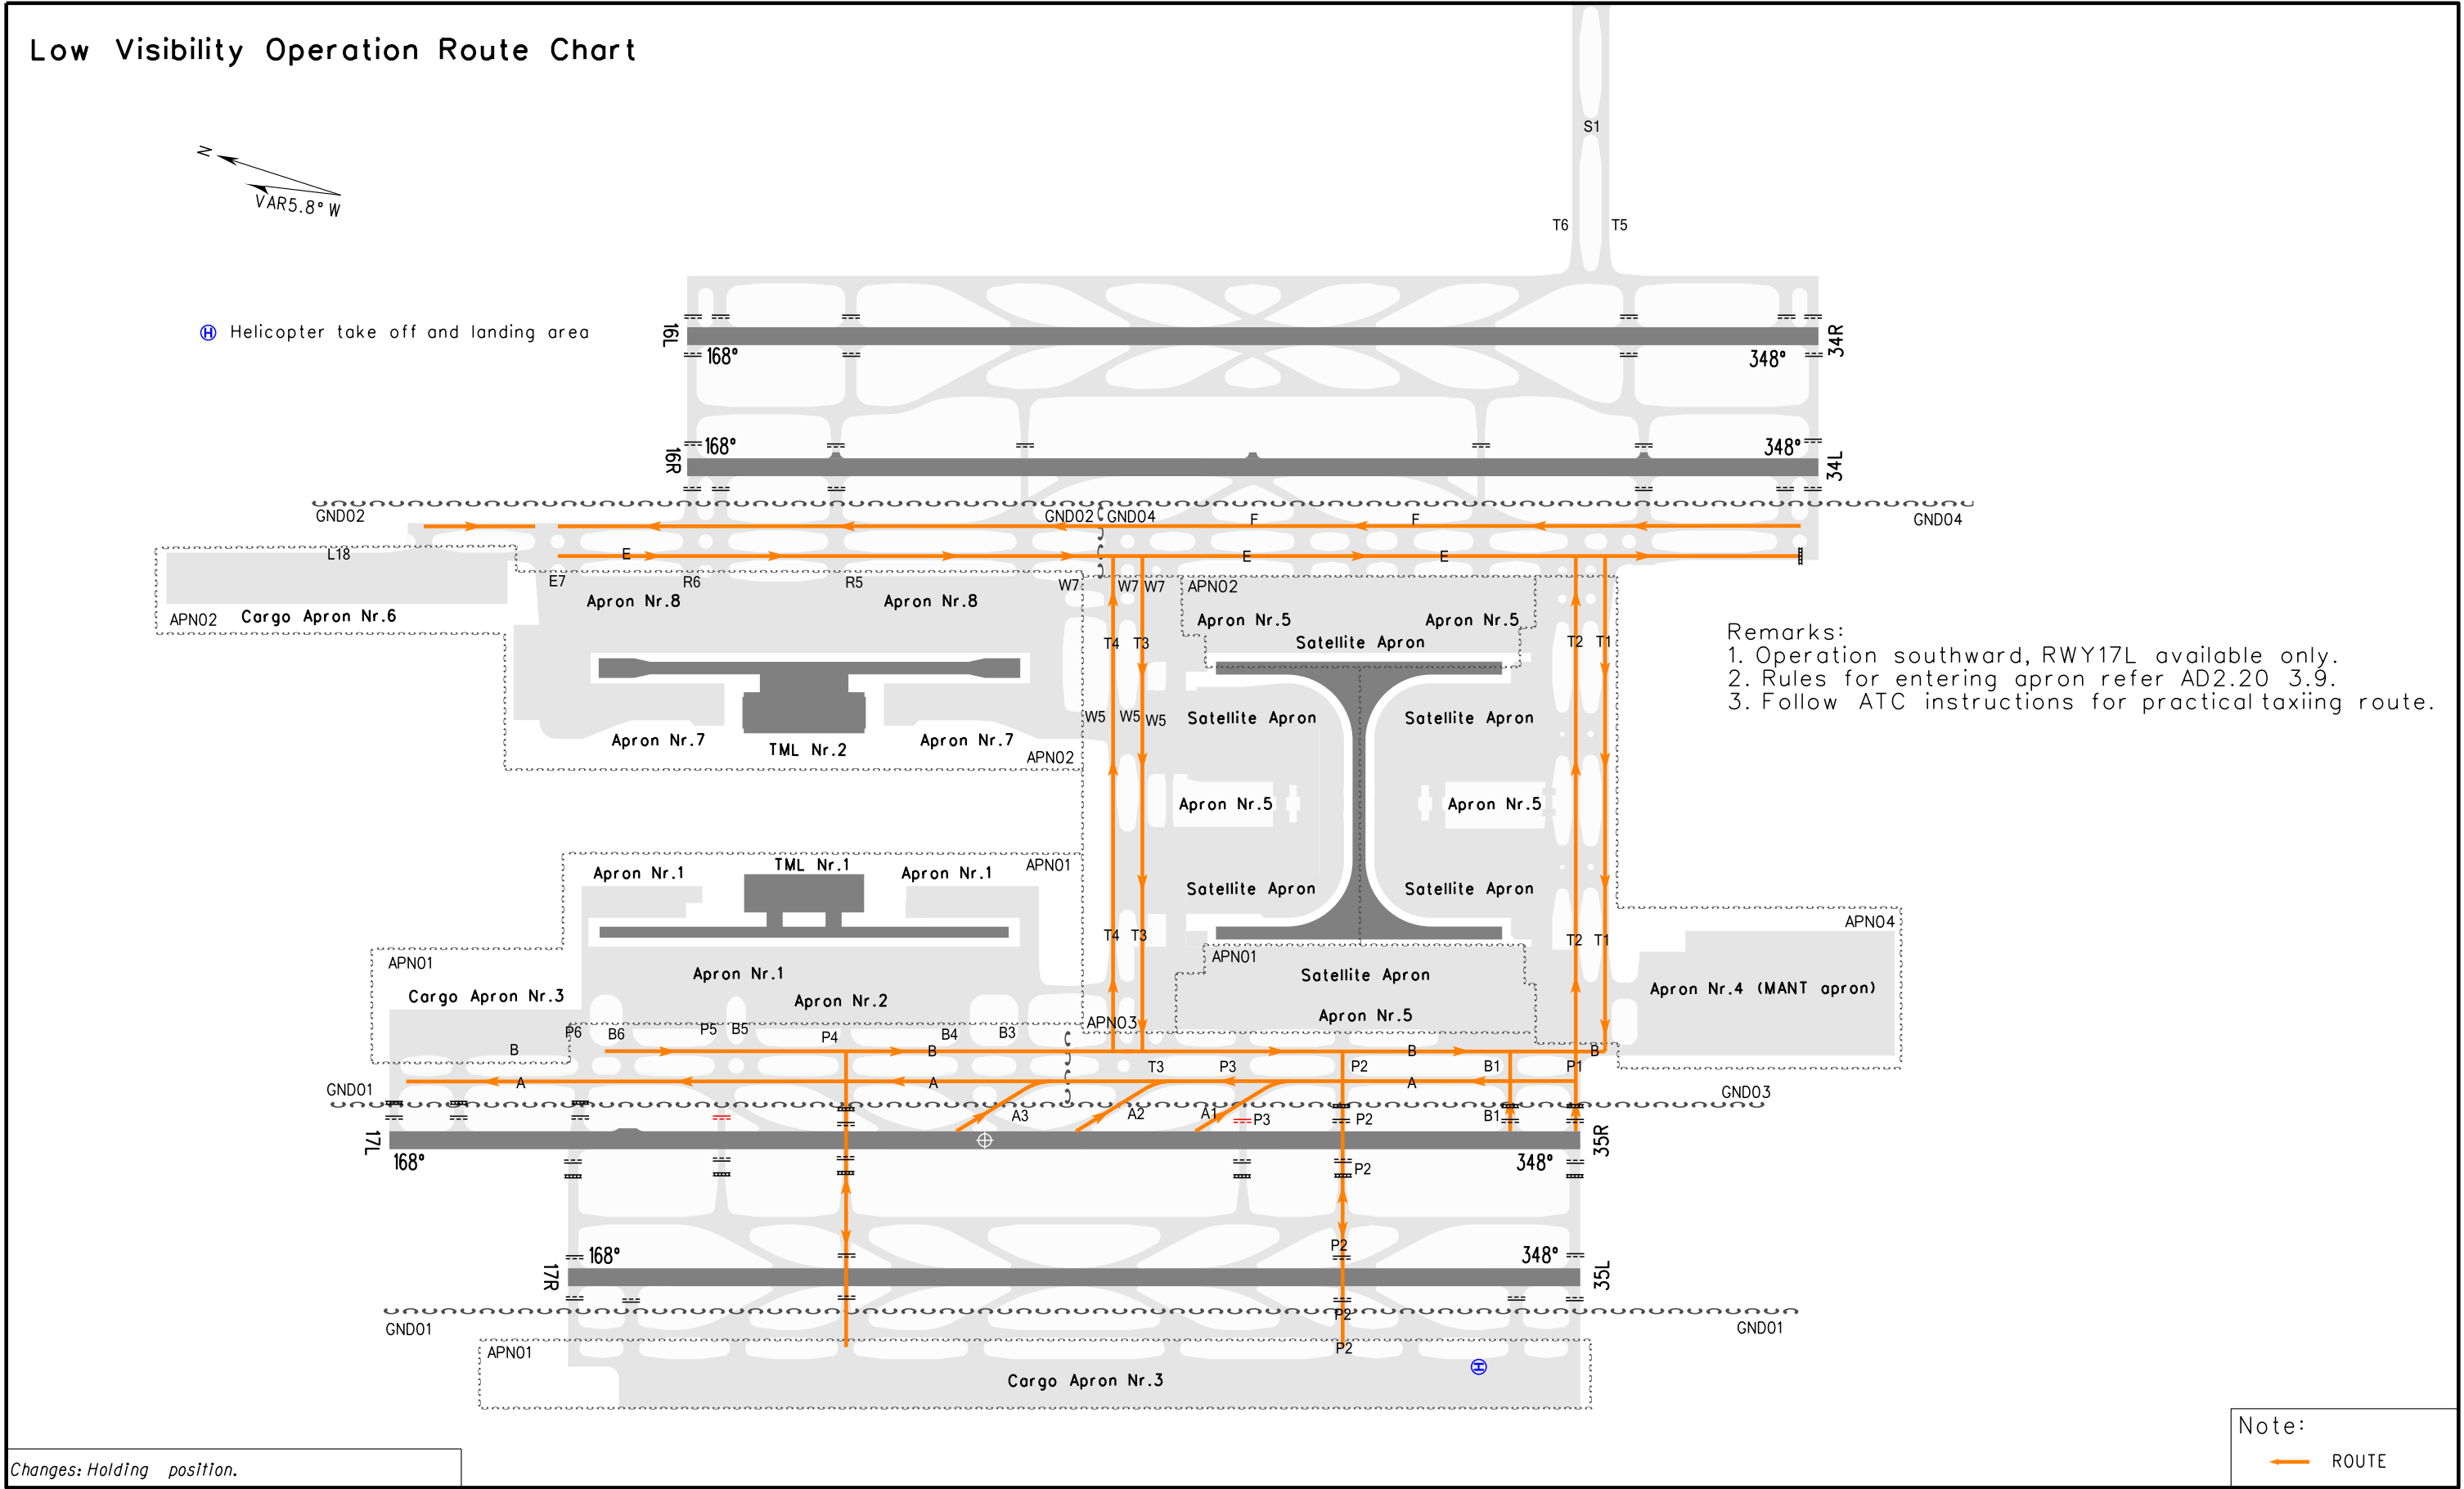 Low Visibility Operation Route Chart
S1
N
VAR5.8° W
T6 T5
H Helicopter take off and landing area
16L 168° 348° 34R
16R 168° 348° 34L
GND02 GND02 GND04 F F GND04
L18 E E E
E7 R6 R5 W7 W7 W7 APN02
Apron Nr.8 Apron Nr.8
APN02 Cargo Apron Nr.6 Apron Nr.5 Apron Nr.5
T4 T3 Satellite Apron T2 T1
Remarks:
1. Operation southward, RWY17L available only.
2. Rules for entering apron refer AD2.20 3.9.
3. Follow ATC instructions for practical taxiing route.
W5 W5 W5 Satellite Apron Satellite Apron
Apron Nr.7 TML Nr.2 Apron Nr.7 APN02
Apron Nr.5 Apron Nr.5
Apron Nr.1 TML Nr.1 Apron Nr.1 APN01
Satellite Apron Satellite Apron
APN04
T4 T3 T2 T1
APN01 APN01
Apron Nr.1 Satellite Apron
Cargo Apron Nr.3 Apron Nr.2 Apron Nr.4 (MANT apron)
Apron Nr.5
P6 B6 P5 B5 P4 B4 B3 APN03
B B B B
T3 P3 P2 B1 P1
A A A
GND01 GND03
A3 A2 A1 P3 P2 B1
17L 168° 348° 35R
P2
P2
17R 168° 348° 35L
GND01 P2 GND01
APN01 P2
H
Cargo Apron Nr.3
Note:
ROUTE
Changes: Holding position.